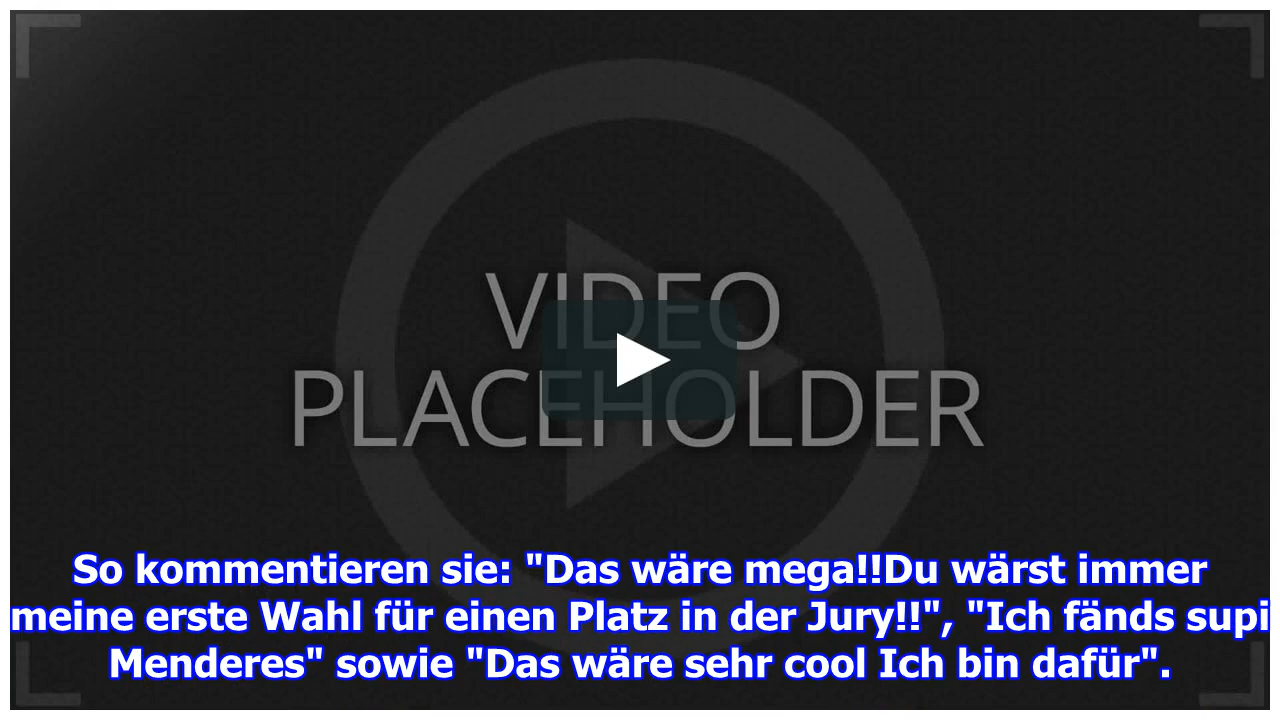 VIDEO
PLACEHOLDER
So kommentieren sie: "Das wäre mega!!Du wärst immer
meine erste Wahl für einen Platz in der Jury!!", "Ich fänds supi
Menderes" sowie "Das wäre sehr cool Ich bin dafür".